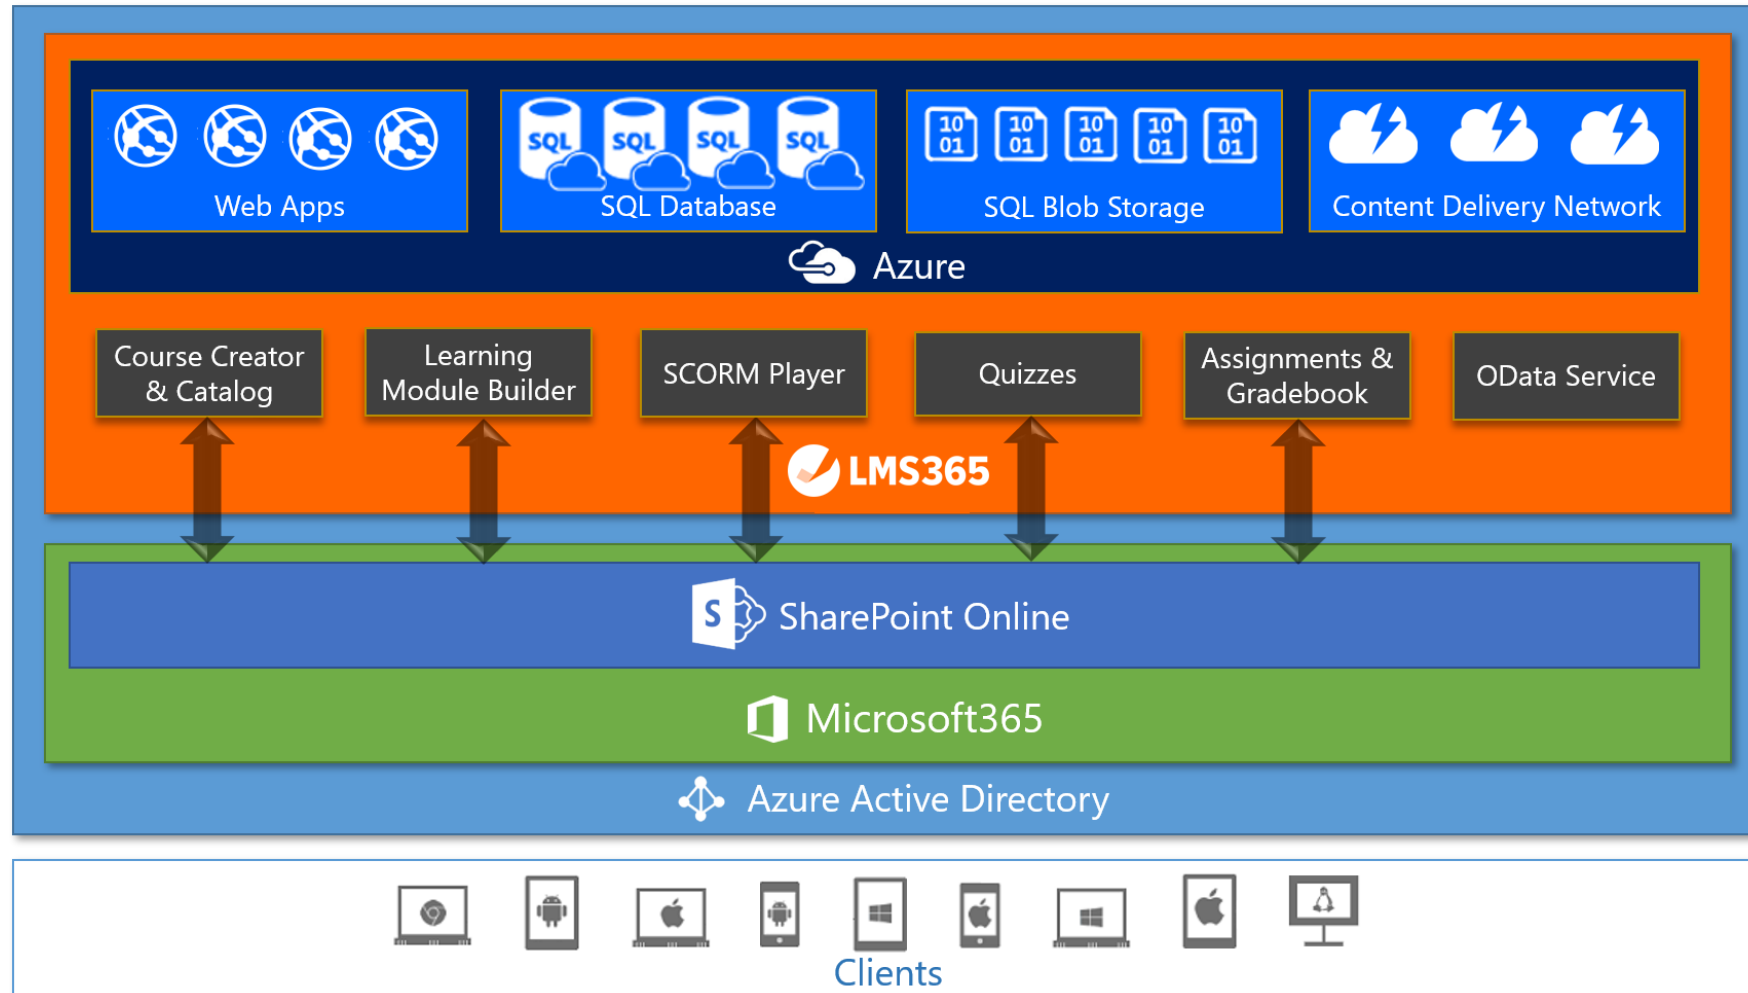 SQL SQL SQL SQL
10 10 10 10 10
01 01 01 01 01
Web Apps
SQL Database
SQL Blob Storage
Content Delivery Network
Azure
Course Creator
& Catalog
Learning
Module Builder
SCORM Player
Quizzes
Assignments &
Gradebook
OData Service
LMS365
S
SharePoint Online
Microsoft365
Azure Active Directory
Clients